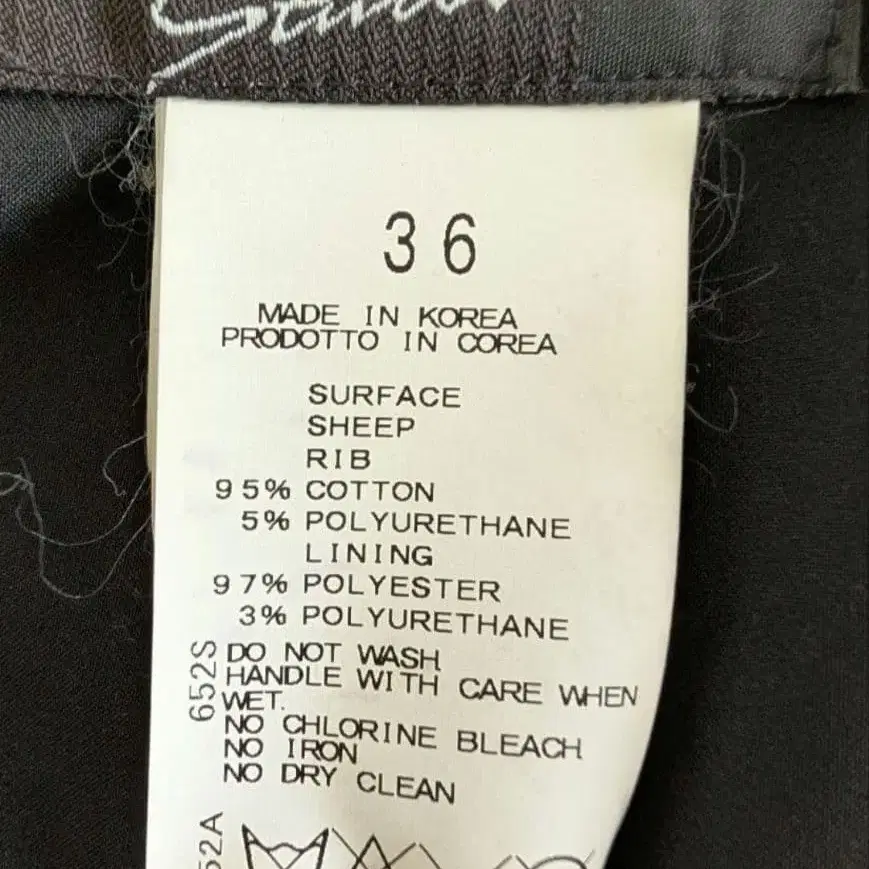 36
MADE IN KOREA
PRODOTTO IN COREA
SURFACE
SHEEP
RIB
95% COTTON
5% POLYURETHANE
LINING
97% POLYESTER
3% POLYURETHANE
652S
DO NOT WASH
HANDLE WITH CARE WHEN
WET.
NO CHLORINE BLEACH
NO IRON
NO DRY CLEAN